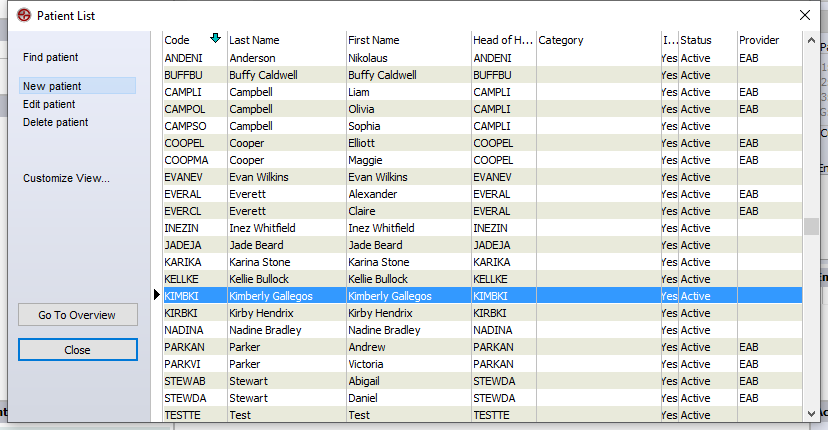 Patient List
Find patient
New patient
Edit patient
Delete patient
Customize View...
Go To Overview
Close
Code Last Name First Name Head of H... Category I... Status Provider
ANDENI Anderson Nikolaus ANDENI Yes Active EAB
BUFFBU Buffy Caldwell Buffy Caldwell BUFFBU Yes Active
CAMPLI Campbell Liam CAMPLI Yes Active EAB
CAMPOL Campbell Olivia CAMPLI Yes Active EAB
CAMPSO Campbell Sophia CAMPLI Yes Active
COOPEL Cooper Elliott COOPEL Yes Active EAB
COOPMA Cooper Maggie COOPEL Yes Active EAB
EVANEV Evan Wilkins Evan Wilkins EVANEV Yes Active
EVERAL Everett Alexander EVERAL Yes Active EAB
EVERCL Everett Claire EVERAL Yes Active EAB
INEZIN Inez Whitfield Inez Whitfield INEZIN Yes Active
JADEJA Jade Beard Jade Beard JADEJA Yes Active
KARIKA Karina Stone Karina Stone KARIKA Yes Active
KELLKE Kellie Bullock Kellie Bullock KELLKE Yes Active
KIMBKI Kimberly Gallegos Kimberly Gallegos KIMBKI Yes Active
KIRBKI Kirby Hendrix Kirby Hendrix KIRBKI Yes Active
NADINA Nadine Bradley Nadine Bradley NADINA Yes Active
PARKAN Parker Andrew PARKAN Yes Active EAB
PARKVI Parker Victoria PARKAN Yes Active EAB
STEWAB Stewart Abigail STEWDA Yes Active EAB
STEWDA Stewart Daniel STEWDA Yes Active EAB
TESTTE Test Test TESTTE Yes Active